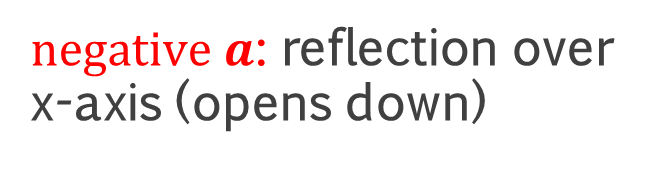 negative a: reflection over
x-axis (opens down)